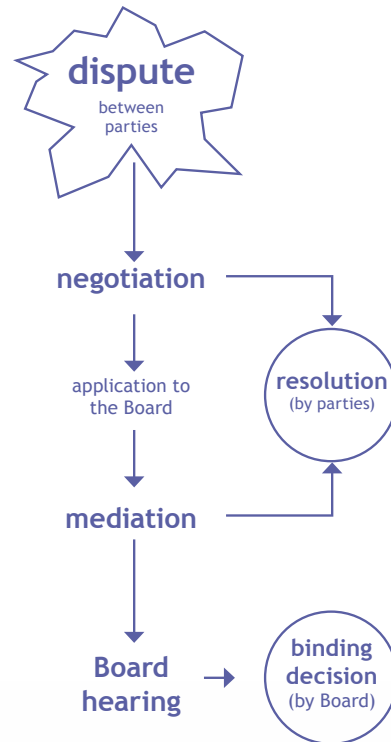 dispute
between
parties
negotiation
application to
the Board
resolution
(by parties)
mediation
Board
hearing
binding
decision
(by Board)